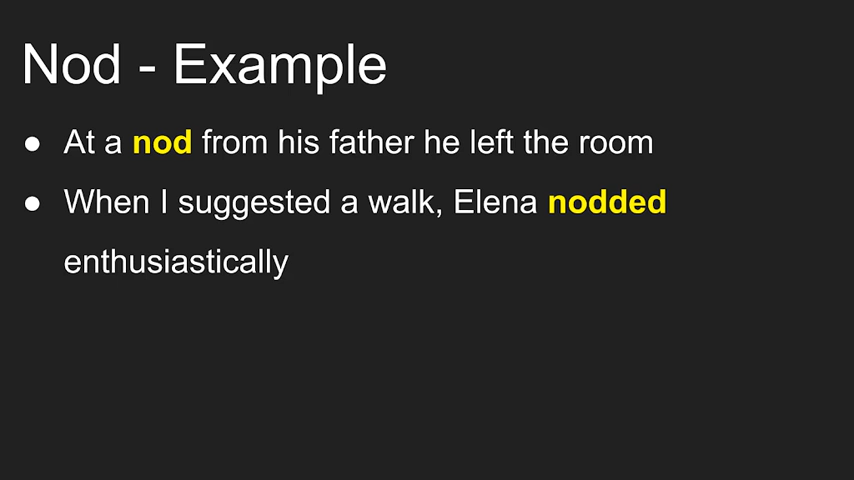 Nod - Example
● At a nod from his father he left the room
● When I suggested a walk, Elena nodded
enthusiastically